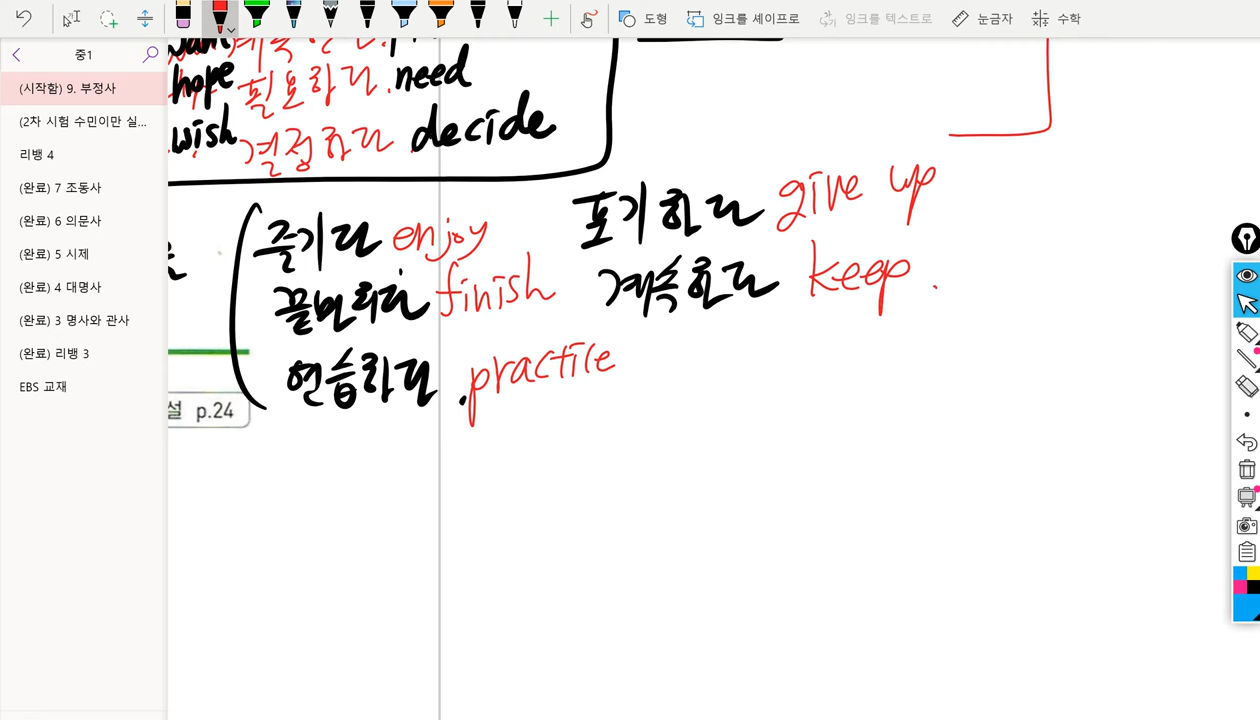 도형
잉크를 셰이프로
잉크를 텍스트로
눈금자
수학
중1
(시작함) 9. 부정사
(2차 시험 수민이만 실...
리뱅 4
(완료) 7 조동사
(완료) 6 의문사
(완료) 5 시제
(완료) 4 대명사
(완료) 3 명사와 관사
(완료) 리뱅 3
EBS 교재
hope 필요하다. need
wish 결정하다. decide
즐기다 enjoy
끝내다 finish
연습하다. practice
포기하다 give up
계속하다 keep.
설 p.24